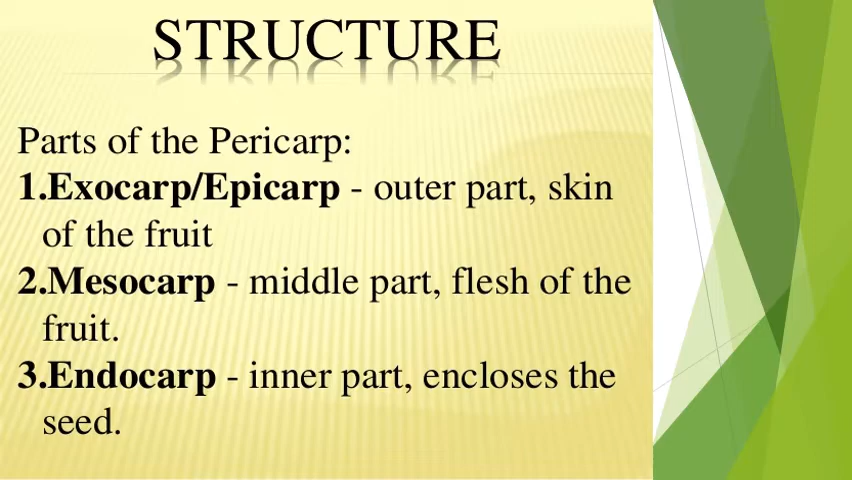 STRUCTURE
Parts of the Pericarp:
1.Exocarp/Epicarp - outer part, skin
of the fruit
2.Mesocarp - middle part, flesh of the
fruit.
3.Endocarp - inner part, encloses the
seed.